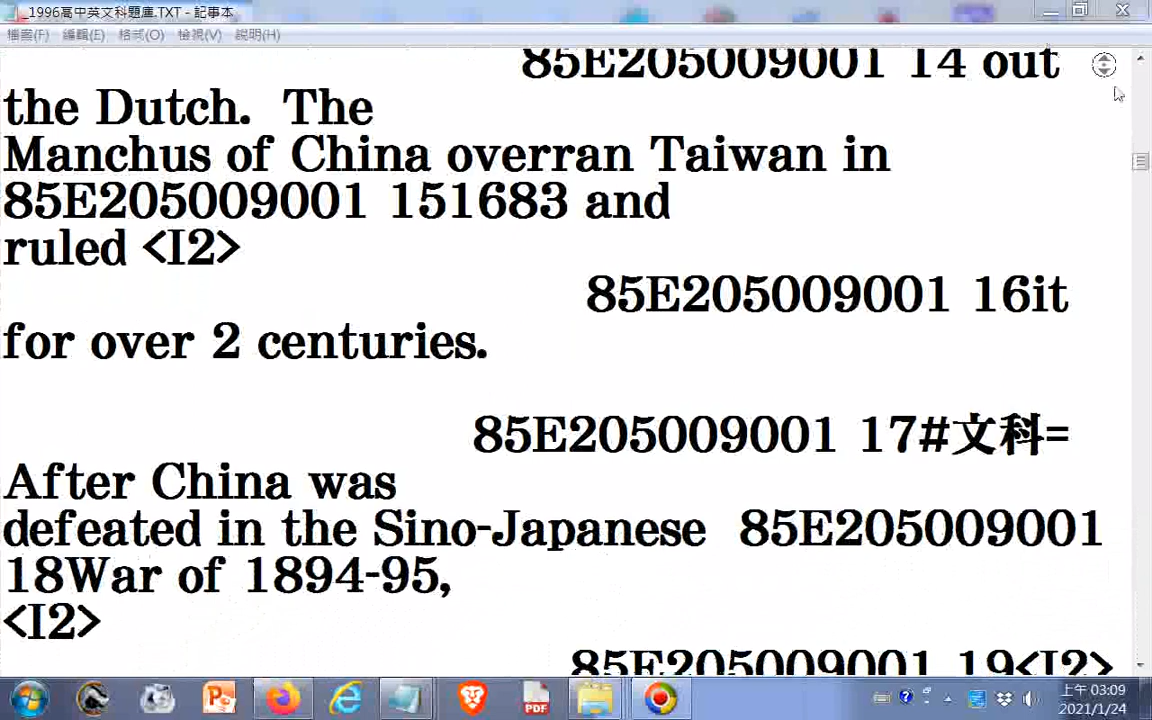 _1996高中英文科題庫.TXT - 記事本
檔案(F) 編輯(E) 格式(O) 檢視(V) 說明(H)
85E205009001 14 out
the Dutch.  The
Manchus of China overran Taiwan in
85E205009001 151683 and
ruled <I2>
85E205009001 16it
for over 2 centuries.
85E205009001 17#文科=
After China was
defeated in the Sino-Japanese  85E205009001
18War of 1894-95,
<I2>
85E205009001 19<I2>
PDF
上午 03:09
2021/1/24